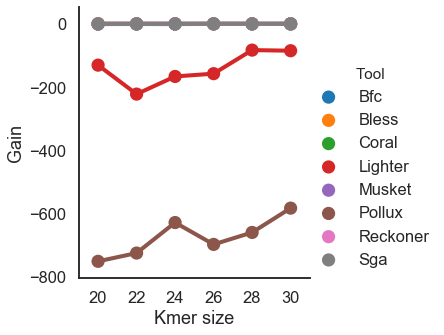 0
−200
−400
−600
−800
Gain
20 22 24 26 28 30
Kmer size
Tool
Bfc
Bless
Coral
Lighter
Musket
Pollux
Reckoner
Sga